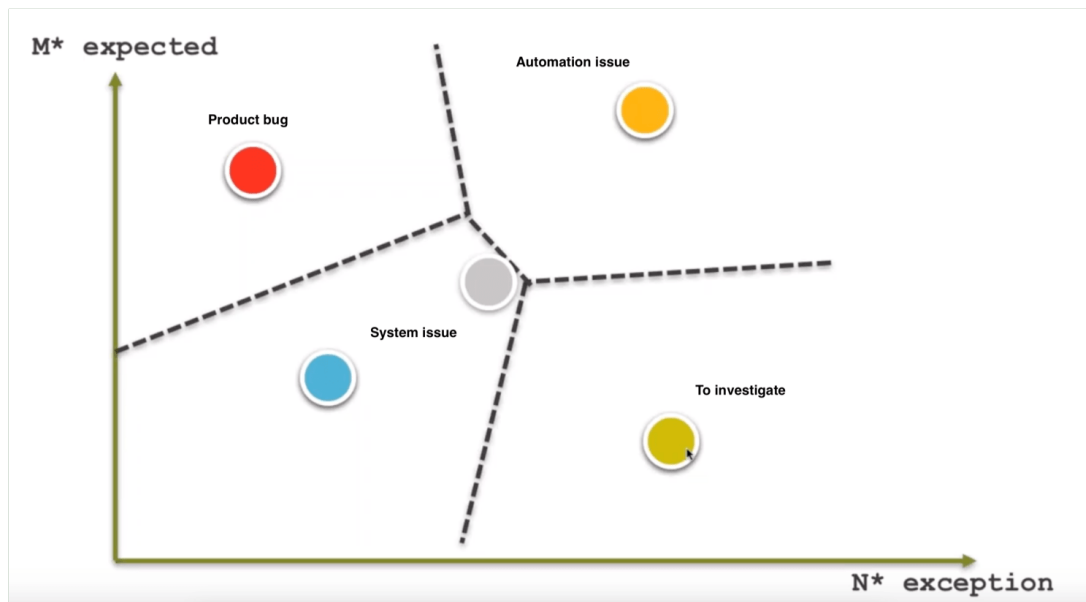 M* expected
Automation issue
Product bug
System issue
To investigate
N* exception